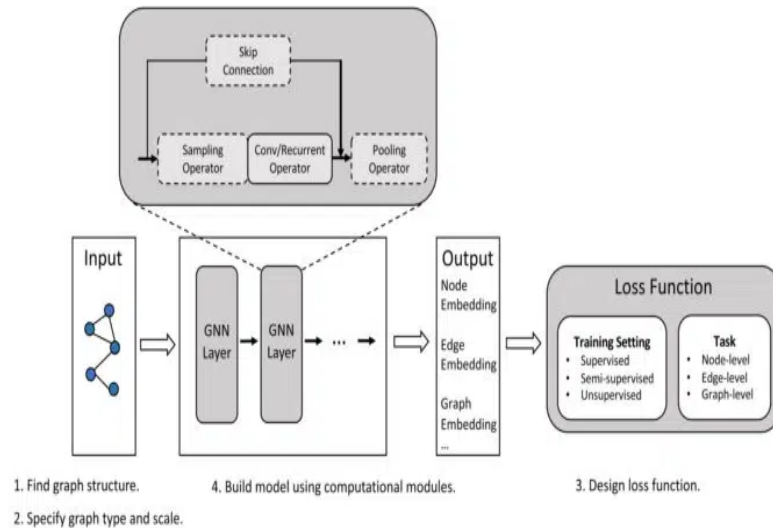 Skip
Connection
Sampling
Operator
Conv/Recurrent
Operator
Pooling
Operator
Input
GNN
Layer
GNN
Layer
...
Output
Node
Embedding
Edge
Embedding
Graph
Embedding
...
Loss Function
Training Setting
• Supervised
• Semi-supervised
• Unsupervised
Task
• Node-level
• Edge-level
• Graph-level
1. Find graph structure.
2. Specify graph type and scale.
4. Build model using computational modules.
3. Design loss function.